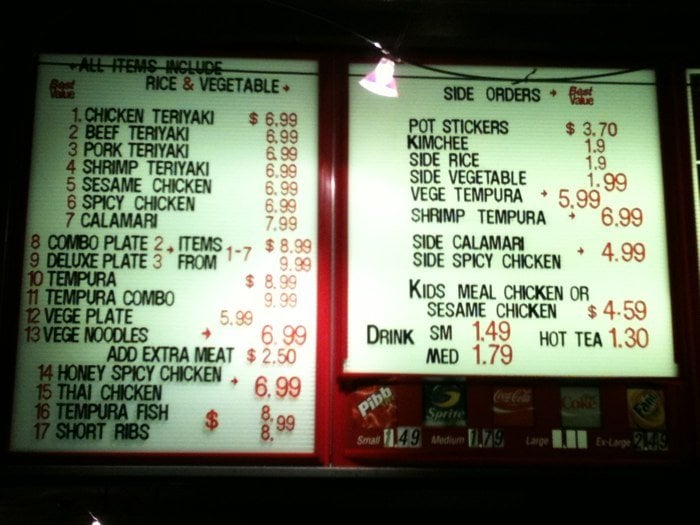 ALL ITEMS INCLUDE
Best Value RICE & VEGETABLE
1. CHICKEN TERIYAKI $ 6.99
2 BEEF TERIYAKI 6.99
3 PORK TERIYAKI 6.99
4 SHRIMP TERIYAKI 6.99
5 SESAME CHICKEN 6.99
6 SPICY CHICKEN 6.99
7 CALAMARI 7.99
8 COMBO PLATE 2 ITEMS $ 8.99
9 DELUXE PLATE 3 FROM 1-7 9.99
10 TEMPURA $ 8.99
11 TEMPURA COMBO 9.99
12 VEGE PLATE 5.99
13 VEGE NOODLES 6.99
ADD EXTRA MEAT $ 2.50
14 HONEY SPICY CHICKEN
15 THAI CHICKEN 6.99
16 TEMPURA FISH $ 8.99
17 SHORT RIBS 8.
SIDE ORDERS Best Value
POT STICKERS $ 3.70
KIMCHEE 1.9
SIDE RICE 1.9
SIDE VEGETABLE 1.99
VEGE TEMPURA 5.99
SHRIMP TEMPURA 6.99
SIDE CALAMARI
SIDE SPICY CHICKEN 4.99
KIDS MEAL CHICKEN OR
SESAME CHICKEN $ 4.59
DRINK SM 1.49 HOT TEA 1.30
MED 1.79
Pibb Sprite Coca-Cola Coke Fanta
Small 1.49 Medium 1.79 Large Ex-Large 2.49